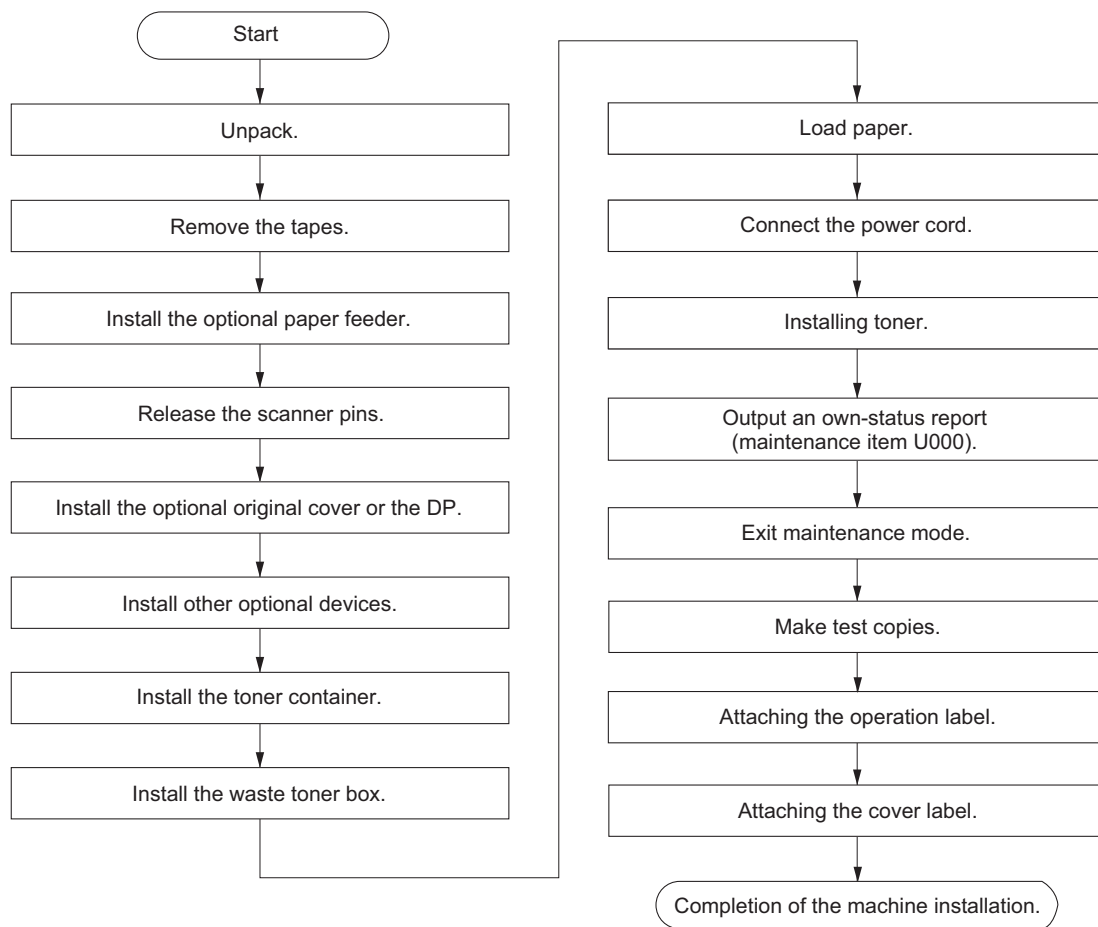 Start
Unpack.
Remove the tapes.
Install the optional paper feeder.
Release the scanner pins.
Install the optional original cover or the DP.
Install other optional devices.
Install the toner container.
Install the waste toner box.
Load paper.
Connect the power cord.
Installing toner.
Output an own-status report
(maintenance item U000).
Exit maintenance mode.
Make test copies.
Attaching the operation label.
Attaching the cover label.
Completion of the machine installation.